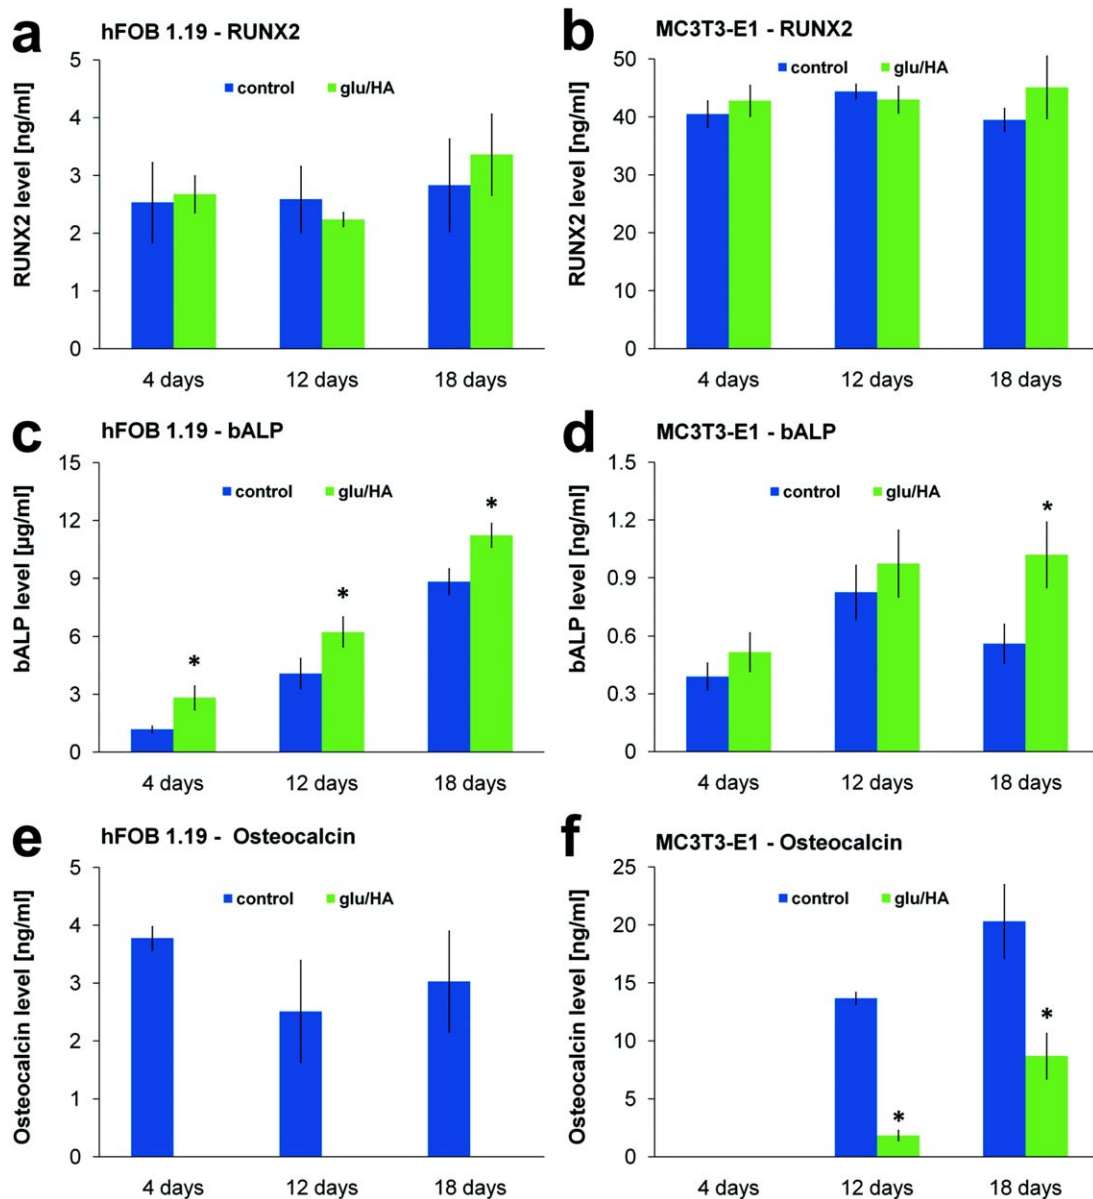 a hFOB 1.19 - RUNX2
RUNX2 level [ng/ml]
5
4
3
2
1
0
control glu/HA
4 days 12 days 18 days
b MC3T3-E1 - RUNX2
RUNX2 level [ng/ml]
50
40
30
20
10
0
control glu/HA
4 days 12 days 18 days
c hFOB 1.19 - bALP
bALP level [µg/ml]
15
12
9
6
3
0
control glu/HA
* * *
4 days 12 days 18 days
d MC3T3-E1 - bALP
bALP level [ng/ml]
1.5
1.2
0.9
0.6
0.3
0
control glu/HA
*
4 days 12 days 18 days
e hFOB 1.19 - Osteocalcin
Osteocalcin level [ng/ml]
5
4
3
2
1
0
control glu/HA
4 days 12 days 18 days
f MC3T3-E1 - Osteocalcin
Osteocalcin level [ng/ml]
25
20
15
10
5
0
control glu/HA
* *
4 days 12 days 18 days